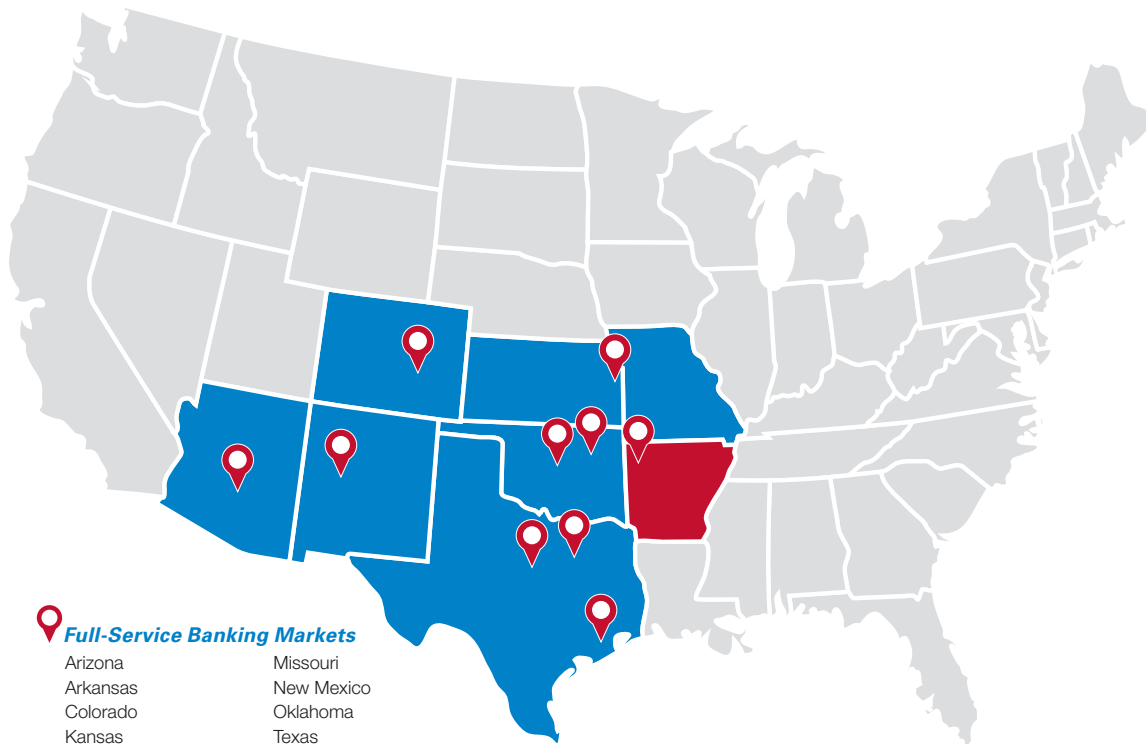 Full-Service Banking Markets
Arizona
Arkansas
Colorado
Kansas
Missouri
New Mexico
Oklahoma
Texas